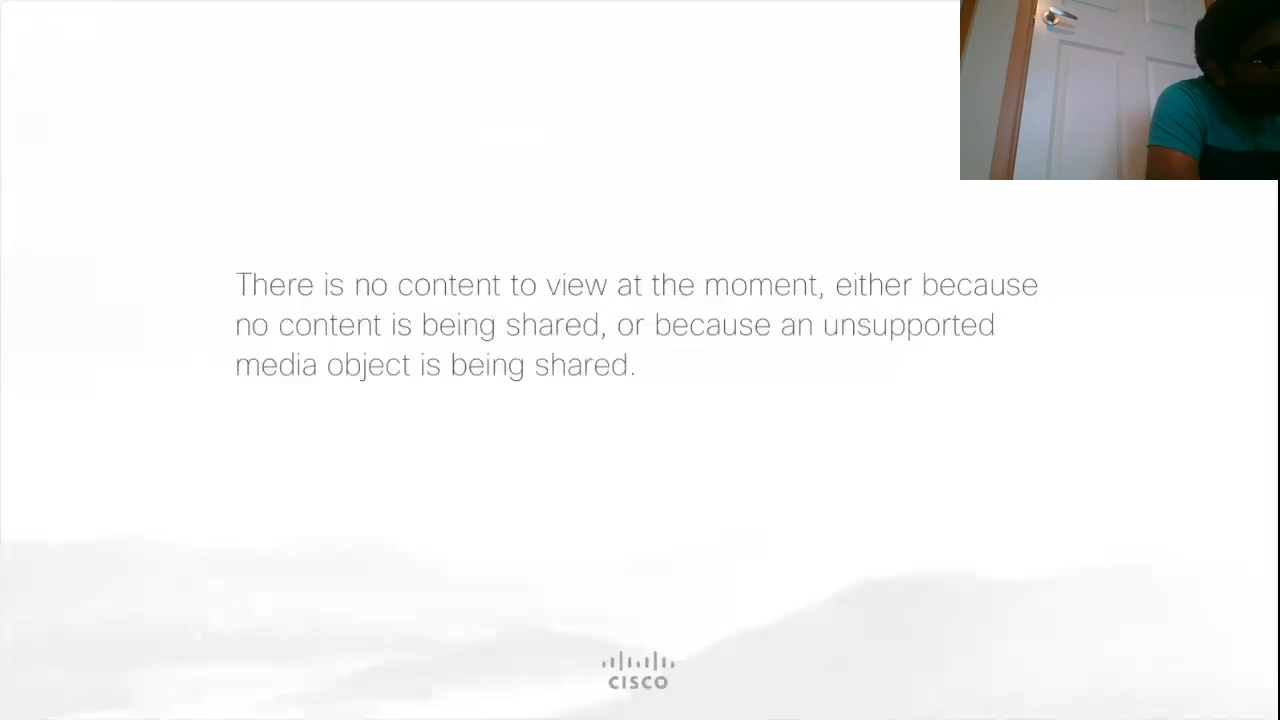 There is no content to view at the moment, either because
no content is being shared, or because an unsupported
media object is being shared.
CISCO